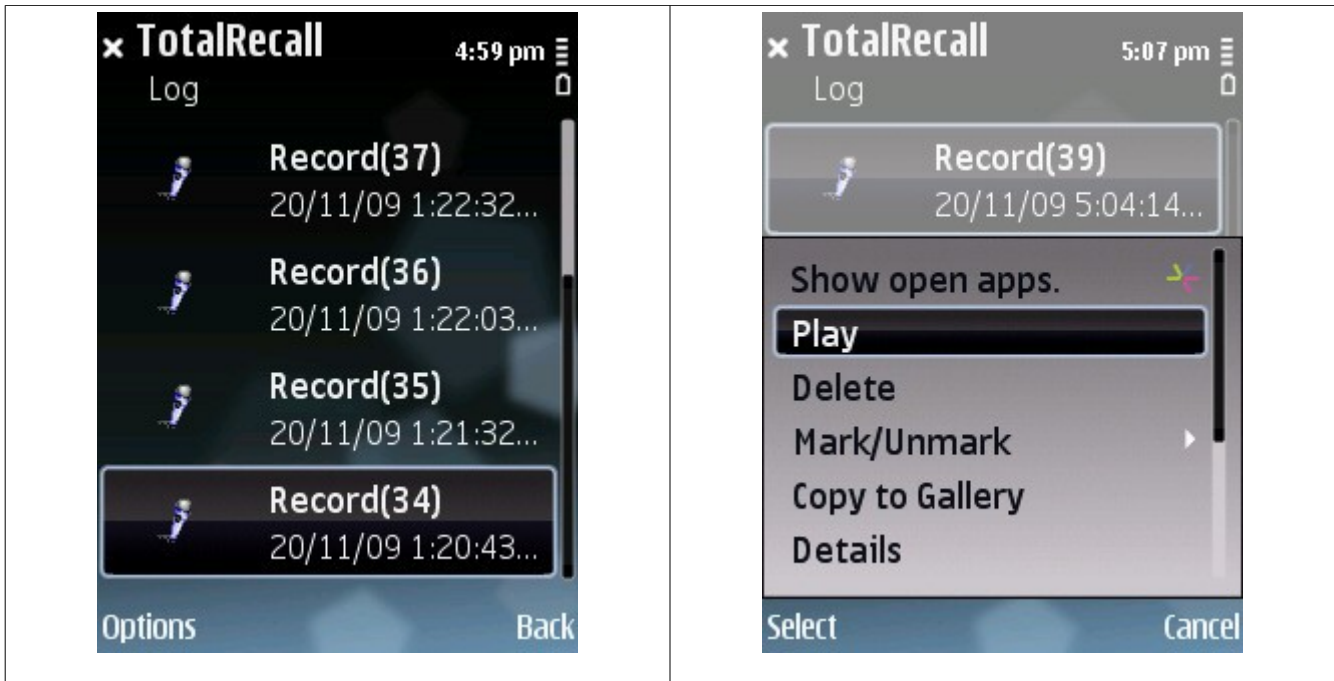 TotalRecall
4:59 pm
Log
Record(37)
20/11/09 1:22:32...
Record(36)
20/11/09 1:22:03...
Record(35)
20/11/09 1:21:32...
Record(34)
20/11/09 1:20:43...
Options
Back
TotalRecall
5:07 pm
Log
Record(39)
20/11/09 5:04:14...
Show open apps.
Play
Delete
Mark/Unmark
Copy to Gallery
Details
Select
Cancel